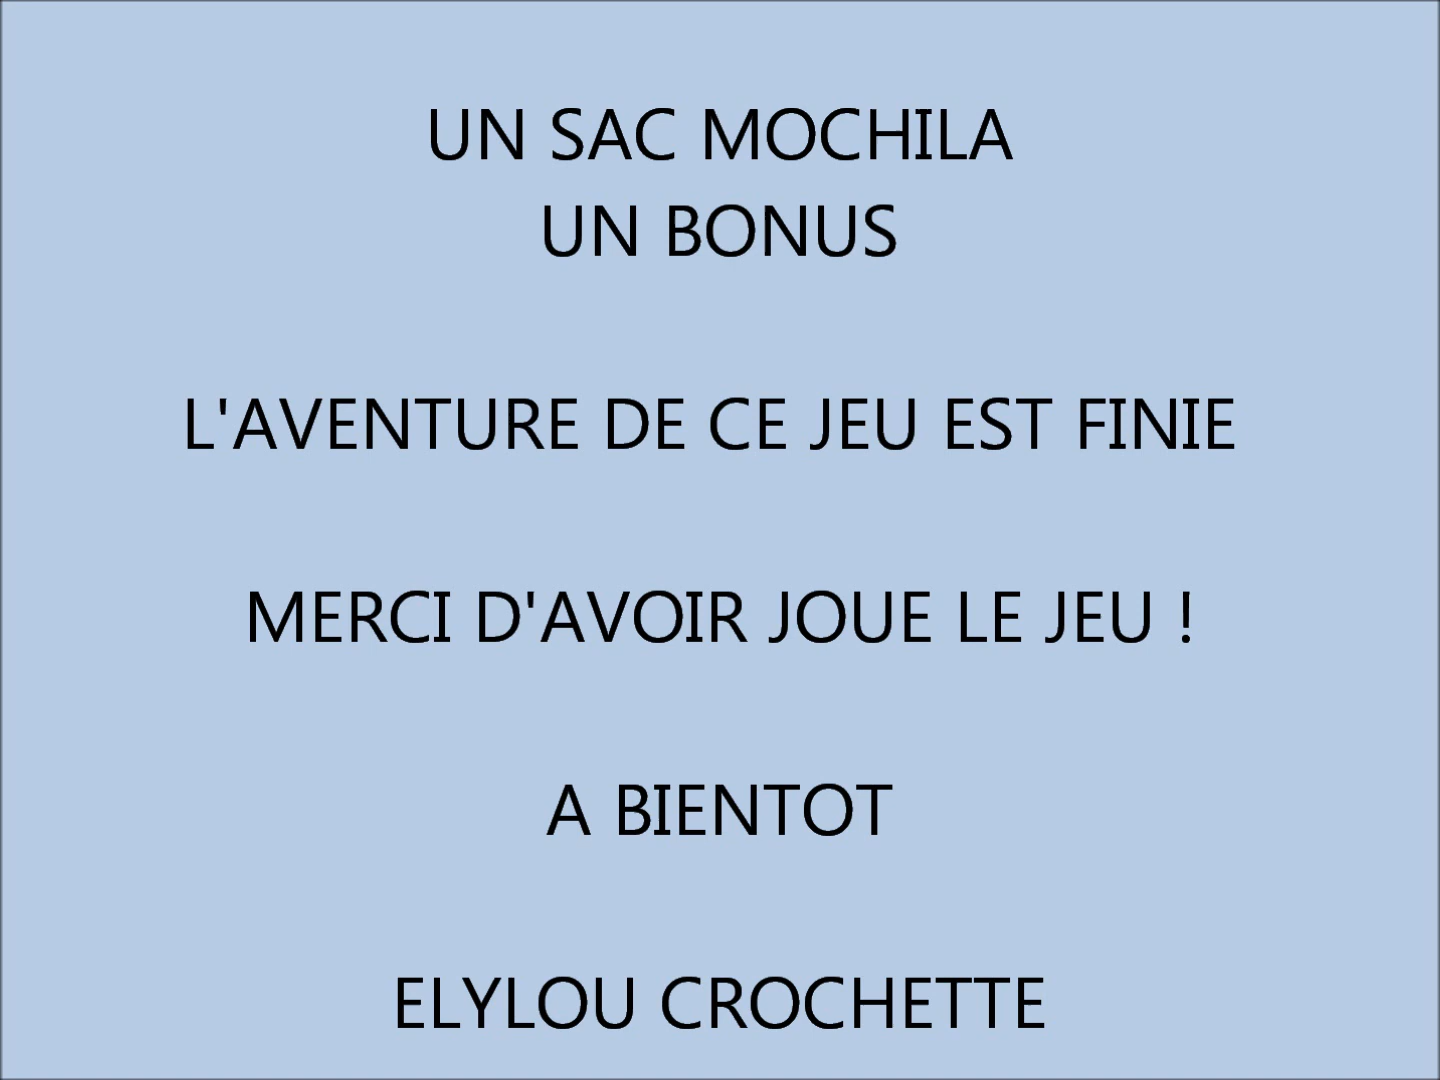 UN SAC MOCHILA
UN BONUS
L'AVENTURE DE CE JEU EST FINIE
MERCI D'AVOIR JOUE LE JEU !
A BIENTOT
ELYLOU CROCHETTE